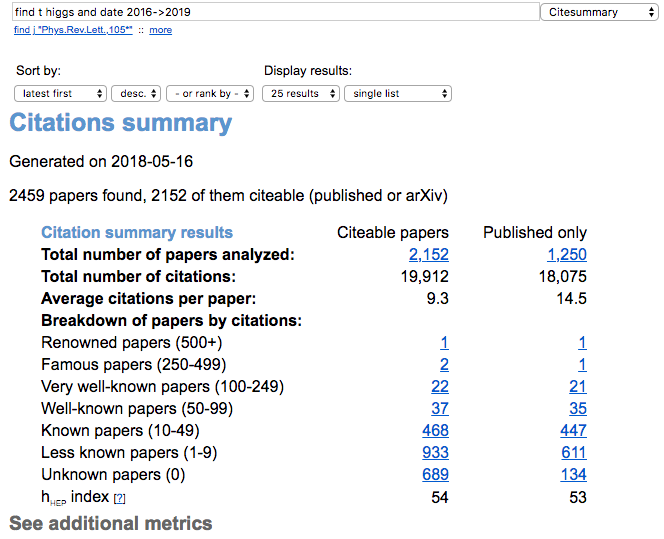 find t higgs and date 2016->2019 Citesummary
find j "Phys.Rev.Lett.,105*" :: more
Sort by: Display results:
latest first desc. - or rank by - 25 results single list
Citations summary
Generated on 2018-05-16
2459 papers found, 2152 of them citeable (published or arXiv)
Citation summary results Citeable papers Published only
Total number of papers analyzed: 2,152 1,250
Total number of citations: 19,912 18,075
Average citations per paper: 9.3 14.5
Breakdown of papers by citations:
Renowned papers (500+) 1 1
Famous papers (250-499) 2 1
Very well-known papers (100-249) 22 21
Well-known papers (50-99) 37 35
Known papers (10-49) 468 447
Less known papers (1-9) 933 611
Unknown papers (0) 689 134
hHEP index [?] 54 53
See additional metrics